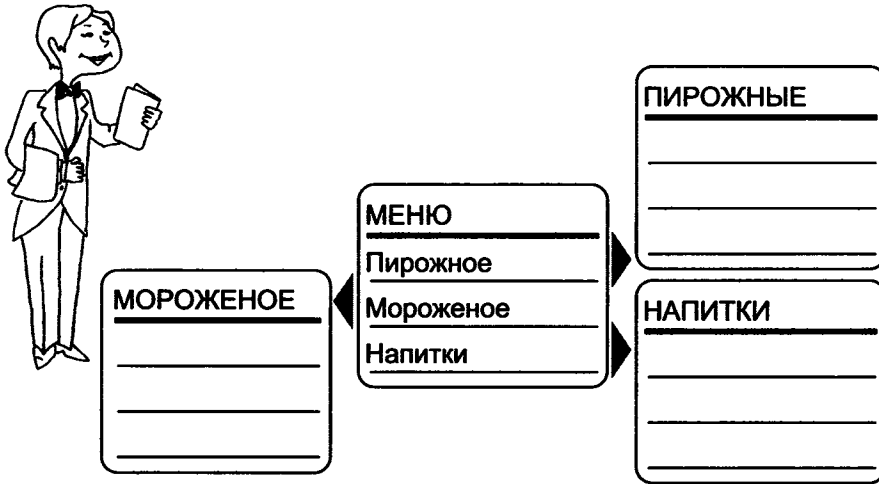 ПИРОЖНЫЕ
МЕНЮ
Пирожное
Мороженое
Напитки
МОРОЖЕНОЕ
НАПИТКИ